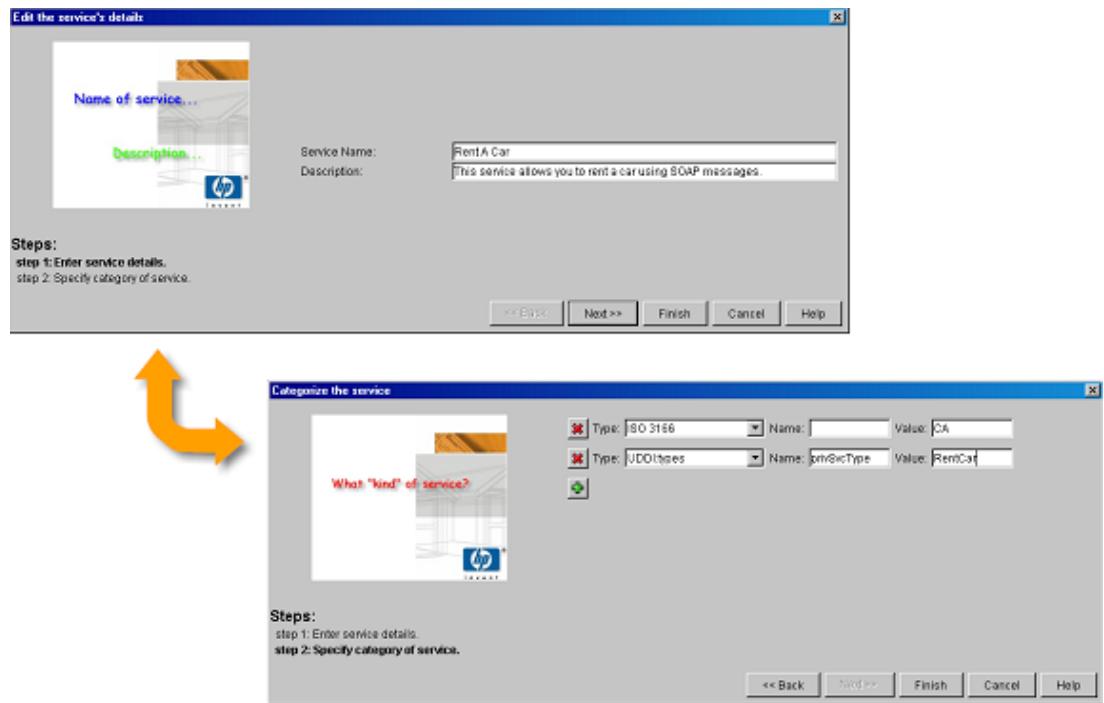 Edit the service's details
Name of service...
Description...
hp
invent
Service Name: Rent A Car
Description: This service allows you to rent a car using SOAP messages.
Steps:
step 1: Enter service details.
step 2: Specify category of service.
<< Back Next >> Finish Cancel Help
Categorize the service
Type: ISO 3166 Name: Value: CA
Type: UDDI:types Name: privSvcType Value: RentCar
What "kind" of service?
hp
invent
Steps:
step 1: Enter service details.
step 2: Specify category of service.
<< Back Next >> Finish Cancel Help